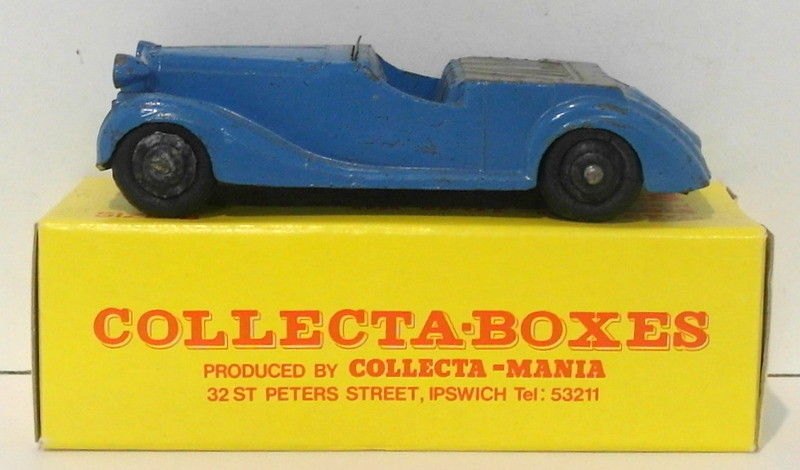 COLLECTA·BOXES
PRODUCED BY COLLECTA-MANIA
32 ST PETERS STREET, IPSWICH Tel: 53211